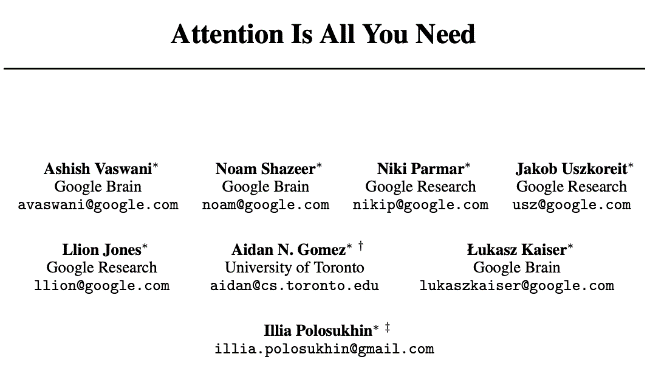 Attention Is All You Need
Ashish Vaswani* Noam Shazeer* Niki Parmar* Jakob Uszkoreit*
Google Brain Google Brain Google Research Google Research
avaswani@google.com noam@google.com nikip@google.com usz@google.com
Llion Jones* Aidan N. Gomez* † Łukasz Kaiser*
Google Research University of Toronto Google Brain
llion@google.com aidan@cs.toronto.edu lukaszkaiser@google.com
Illia Polosukhin* ‡
illia.polosukhin@gmail.com